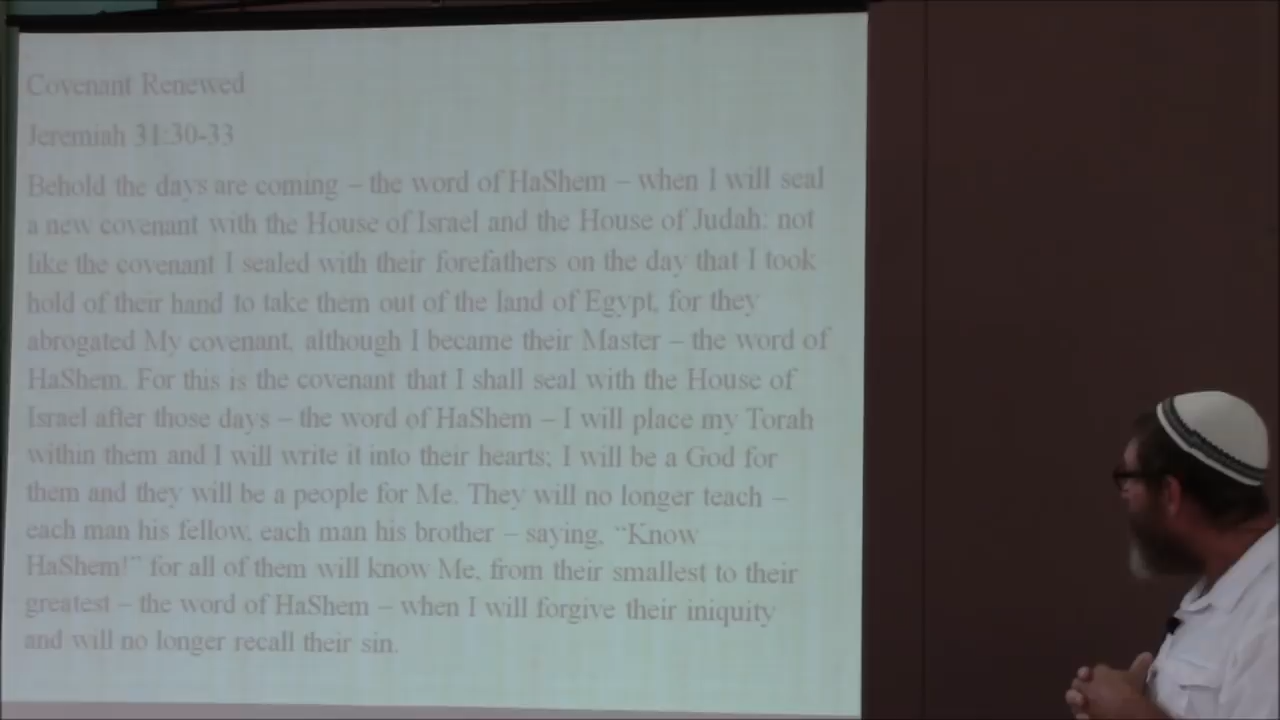 Covenant Renewed
Jeremiah 31:30-33
Behold the days are coming – the word of HaShem – when I will seal
a new covenant with the House of Israel and the House of Judah: not
like the covenant I sealed with their forefathers on the day that I took
hold of their hand to take them out of the land of Egypt, for they
abrogated My covenant, although I became their Master – the word of
HaShem. For this is the covenant that I shall seal with the House of
Israel after those days – the word of HaShem – I will place my Torah
within them and I will write it into their hearts; I will be a God for
them and they will be a people for Me. They will no longer teach –
each man his fellow, each man his brother – saying, “Know
HaShem!” for all of them will know Me, from their smallest to their
greatest – the word of HaShem – when I will forgive their iniquity
and will no longer recall their sin.